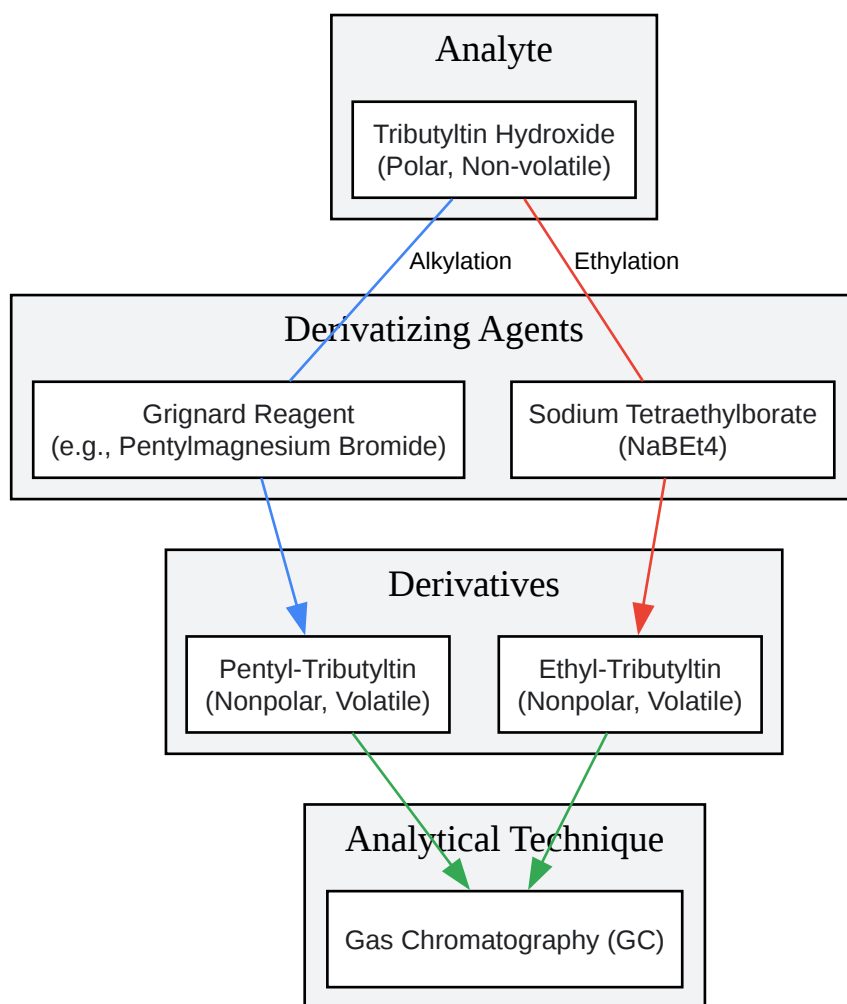 Analyte
Tributyltin Hydroxide
(Polar, Non-volatile)
Alkylation
Ethylation
Derivatizing Agents
Grignard Reagent
(e.g., Pentylmagnesium Bromide)
Sodium Tetraethylborate
(NaBEt4)
Derivatives
Pentyl-Tributyltin
(Nonpolar, Volatile)
Ethyl-Tributyltin
(Nonpolar, Volatile)
Analytical Technique
Gas Chromatography (GC)